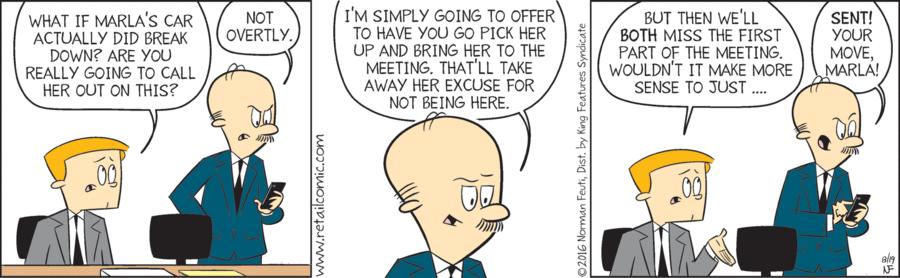 WHAT IF MARLA'S CAR
ACTUALLY DID BREAK
DOWN? ARE YOU
REALLY GOING TO CALL
HER OUT ON THIS?
NOT
OVERTLY.
www.retailcomic.com
I'M SIMPLY GOING TO OFFER
TO HAVE YOU GO PICK HER
UP AND BRING HER TO THE
MEETING. THAT'LL TAKE
AWAY HER EXCUSE FOR
NOT BEING HERE.
©2016 Norman Feuti, Dist. by King Features Syndicate
BUT THEN WE'LL
BOTH MISS THE FIRST
PART OF THE MEETING.
WOULDN'T IT MAKE MORE
SENSE TO JUST ....
SENT!
YOUR
MOVE,
MARLA!
8/19
NF